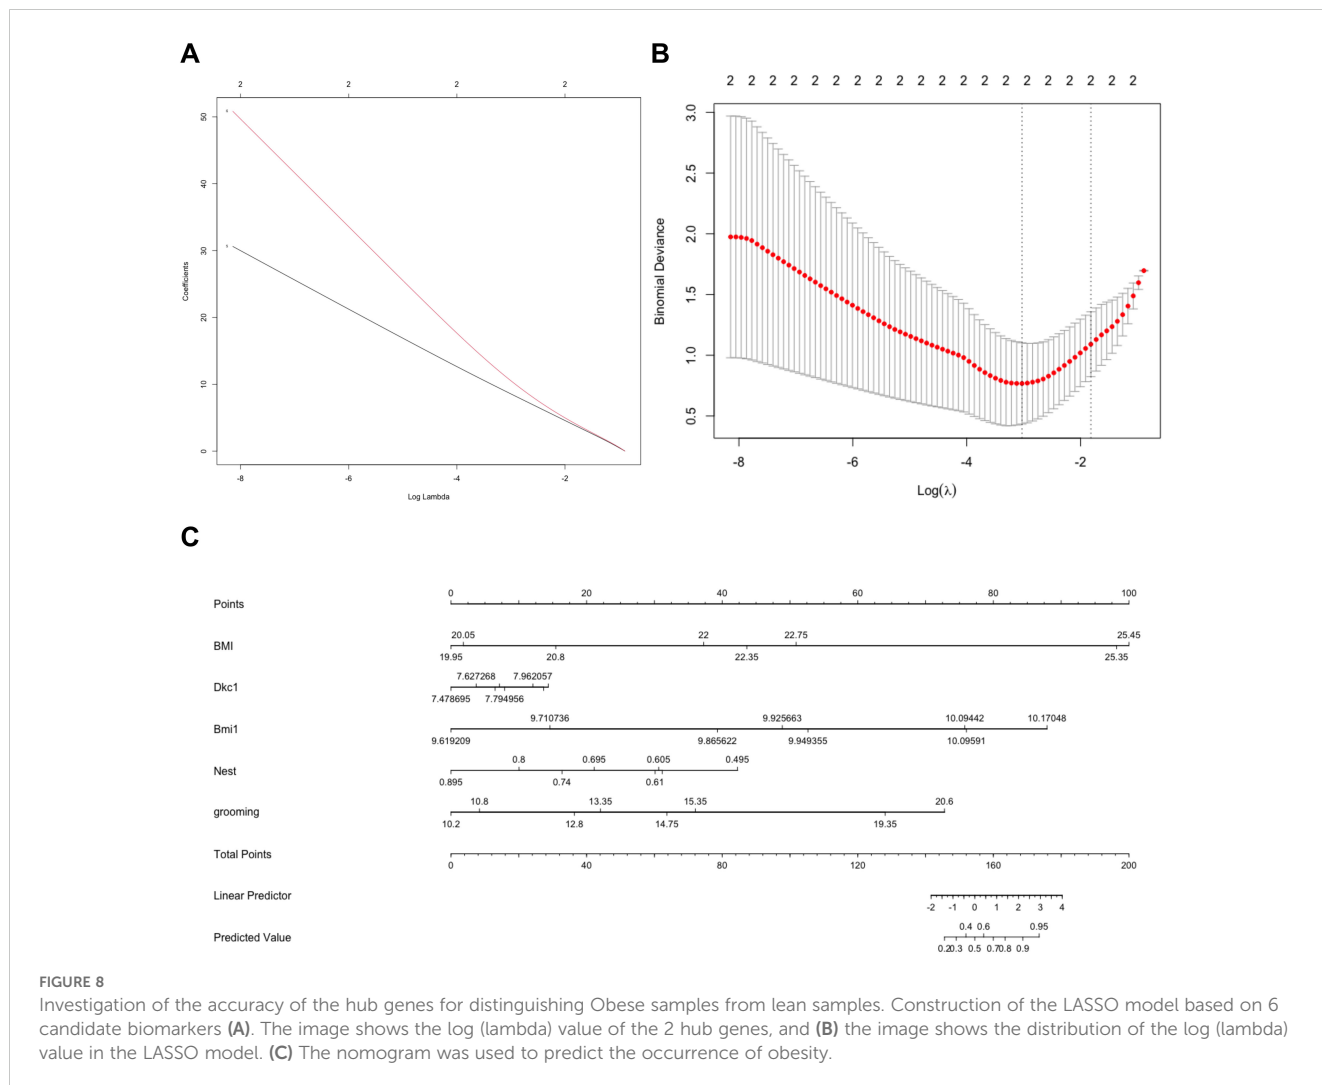 A
B
2 2 2 2
50
40
30
20
10
0
Coefficients
-8 -6 -4 -2
Log Lambda
2 2 2 2 2 2 2 2 2 2 2 2 2 2 2 2 2 2 2 2
3.0
2.5
2.0
1.5
1.0
0.5
Binomial Deviance
-8 -6 -4 -2
Log(λ)
C
Points
0 20 40 60 80 100
BMI
20.05 22 22.75 25.45
19.95 20.8 22.35 25.35
Dkc1
7.627268 7.962057
7.478695 7.794956
Bmi1
9.710736 9.925663 10.09442 10.17048
9.619209 9.865622 9.949355 10.09591
Nest
0.8 0.695 0.605 0.495
0.895 0.74 0.61
grooming
10.8 13.35 15.35 20.6
10.2 12.8 14.75 19.35
Total Points
0 40 80 120 160 200
Linear Predictor
-2 -1 0 1 2 3 4
Predicted Value
0.4 0.6 0.95
0.2 0.3 0.5 0.7 0.8 0.9
FIGURE 8
Investigation of the accuracy of the hub genes for distinguishing Obese samples from lean samples. Construction of the LASSO model based on 6
candidate biomarkers (A). The image shows the log (lambda) value of the 2 hub genes, and (B) the image shows the distribution of the log (lambda)
value in the LASSO model. (C) The nomogram was used to predict the occurrence of obesity.